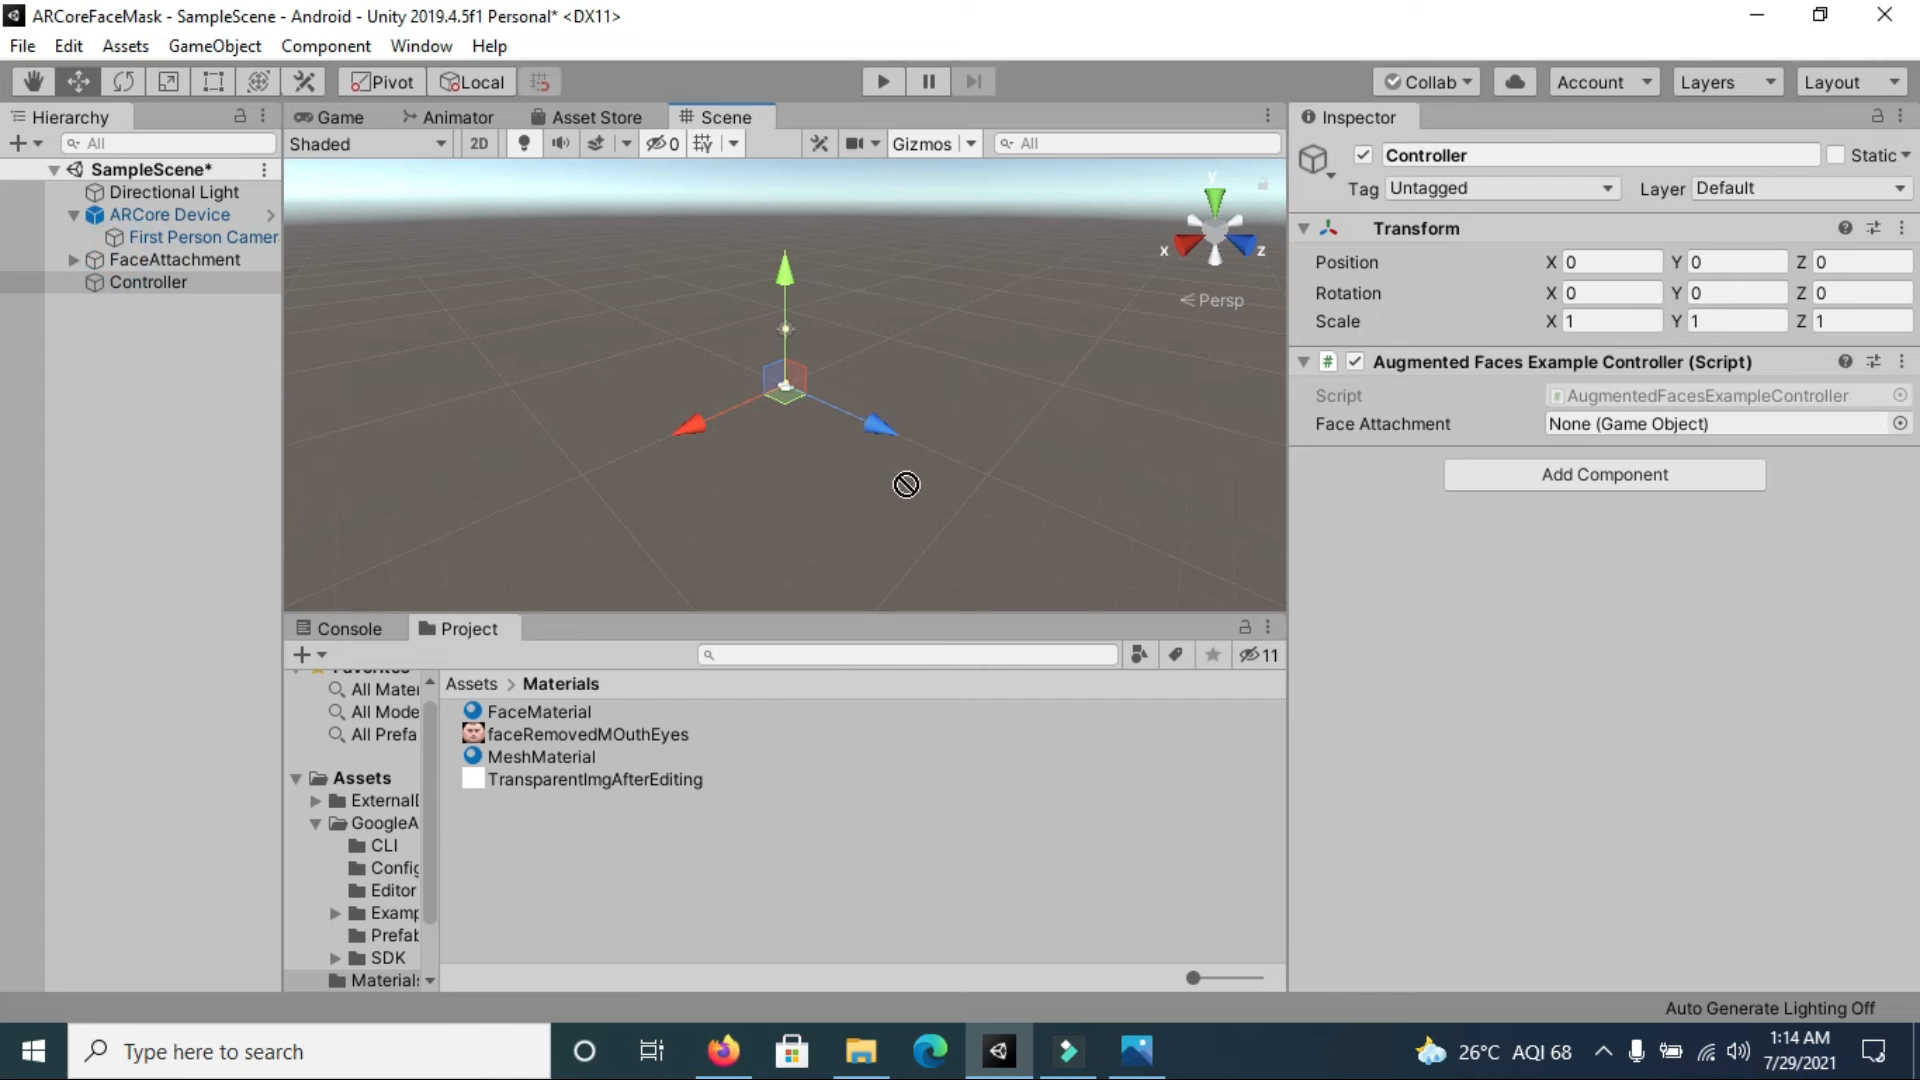 ARCoreFaceMask - SampleScene - Android - Unity 2019.4.5f1 Personal* <DX11>
File Edit Assets GameObject Component Window Help
Pivot Local Collab Account Layers Layout
Hierarchy
All
SampleScene*
Directional Light
ARCore Device
First Person Camer
FaceAttachment
Controller
Game Animator Asset Store Scene
Shaded 2D 0 Gizmos All
y
x z
Persp
Console Project
11
Favorites
All Mater
All Mode
All Prefa
Assets
ExternalD
GoogleA
CLI
Config
Editor
Examp
Prefab
SDK
Materials
Assets > Materials
FaceMaterial
faceRemovedMOuthEyes
MeshMaterial
TransparentImgAfterEditing
Inspector
Controller Static
Tag Untagged Layer Default
Transform
Position X 0 Y 0 Z 0
Rotation X 0 Y 0 Z 0
Scale X 1 Y 1 Z 1
# Augmented Faces Example Controller (Script)
Script # AugmentedFacesExampleController
Face Attachment None (Game Object)
Add Component
Auto Generate Lighting Off
Type here to search
26°C AQI 68
1:14 AM
7/29/2021